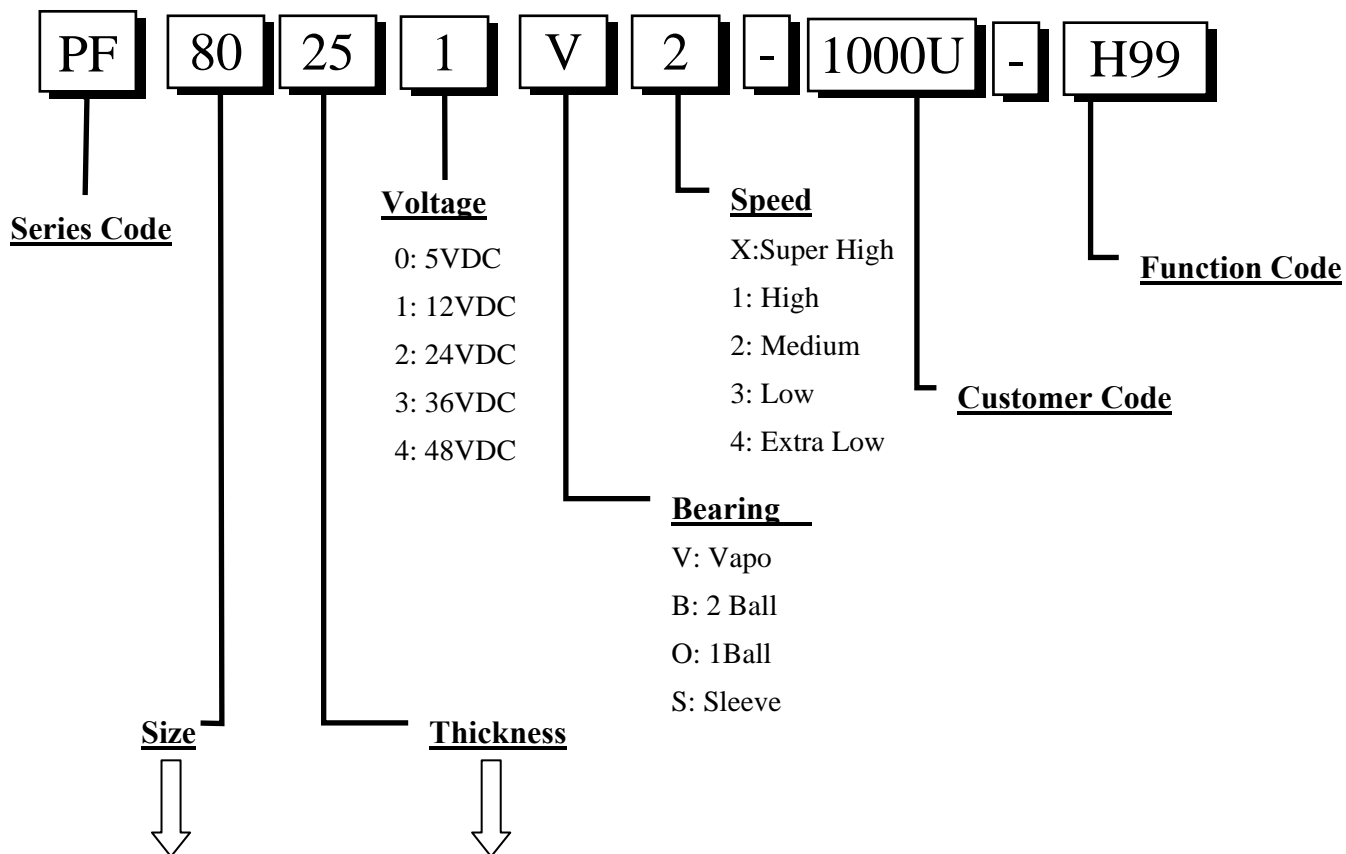 PF 80 25 1 V 2 - 1000U - H99
Series Code
Voltage
0: 5VDC
1: 12VDC
2: 24VDC
3: 36VDC
4: 48VDC
Speed
X:Super High
1: High
2: Medium
3: Low
4: Extra Low
Function Code
Customer Code
Bearing
V: Vapo
B: 2 Ball
O: 1Ball
S: Sleeve
Size
Thickness